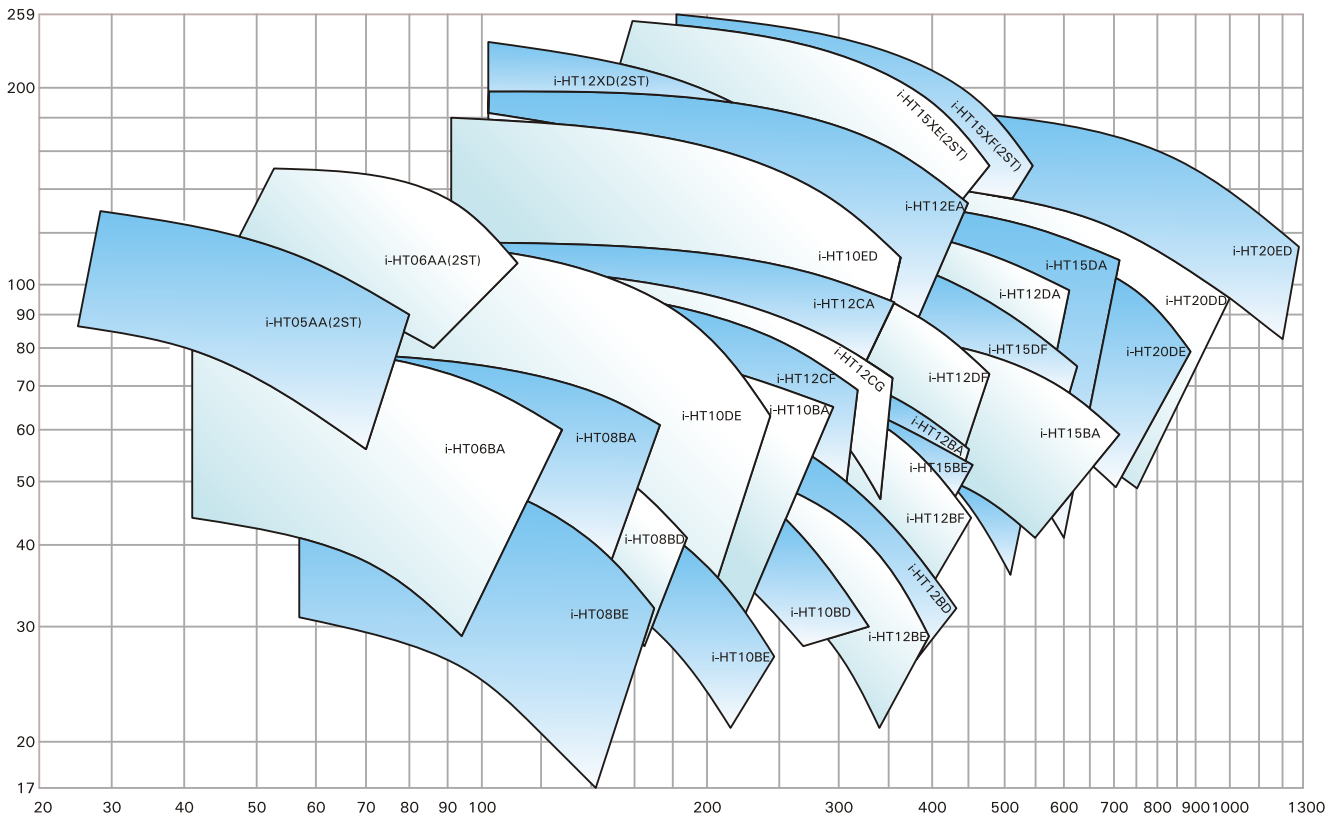 259
200
100
90
80
70
60
50
40
30
20
17
20
30
40
50
60
70
80
90
100
200
300
400
500
600
700
800
900
1000
1300
i-HT12XD(2ST)
i-HT15XE(2ST)
i-HT15XF(2ST)
i-HT12EA
i-HT20ED
i-HT06AA(2ST)
i-HT10ED
i-HT15DA
i-HT12DA
i-HT20DD
i-HT12CA
i-HT05AA(2ST)
i-HT15DF
i-HT20DE
i-HT12CG
i-HT12CF
i-HT12DF
i-HT10DE
i-HT10BA
i-HT08BA
i-HT06BA
i-HT12BA
i-HT15BA
i-HT15BE
i-HT12BF
i-HT08BD
i-HT12BD
i-HT08BE
i-HT10BD
i-HT12BE
i-HT10BE